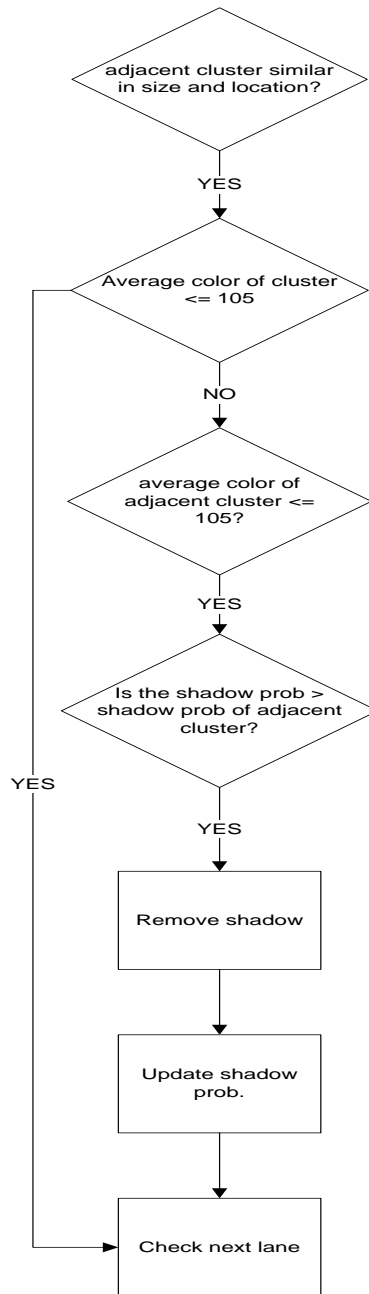 adjacent cluster similar
in size and location?
YES
Average color of cluster
<= 105
NO
average color of
adjacent cluster <=
105?
YES
Is the shadow prob >
shadow prob of adjacent
cluster?
YES
YES
Remove shadow
Update shadow
prob.
Check next lane